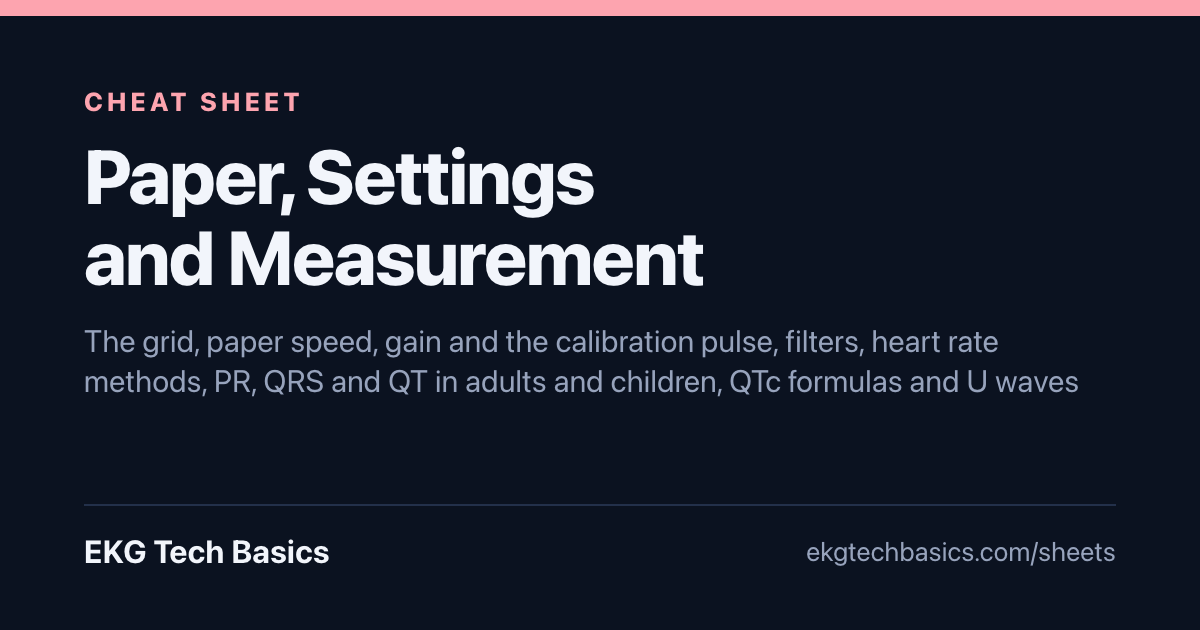 CHEAT SHEET
Paper, Settings
and Measurement
The grid, paper speed, gain and the calibration pulse, filters, heart rate
methods, PR, QRS and QT in adults and children, QTc formulas and U waves
EKG Tech Basics
ekgtechbasics.com/sheets